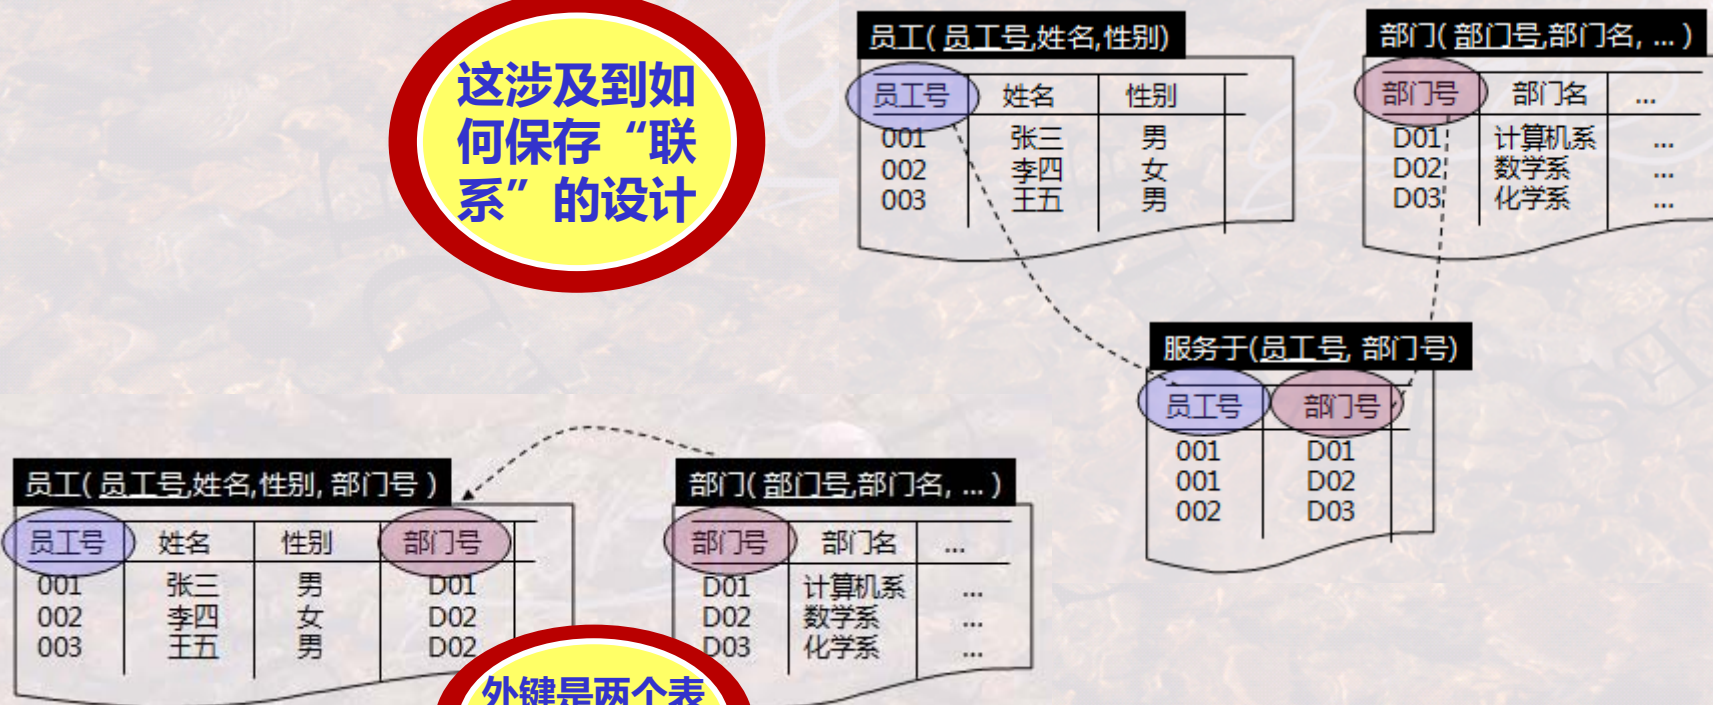 这涉及到如
何保存“联
系”的设计
员工( 员工号,姓名,性别)
员工号 姓名 性别
001 张三 男
002 李四 女
003 王五 男
部门( 部门号,部门名, ... )
部门号 部门名 ...
D01 计算机系 ...
D02 数学系 ...
D03 化学系 ...
服务于(员工号, 部门号)
员工号 部门号
001 D01
001 D02
002 D03
员工( 员工号,姓名,性别, 部门号 )
员工号 姓名 性别 部门号
001 张三 男 D01
002 李四 女 D02
003 王五 男 D02
部门( 部门号,部门名, ... )
部门号 部门名 ...
D01 计算机系 ...
D02 数学系 ...
D03 化学系 ...
外键是两个表